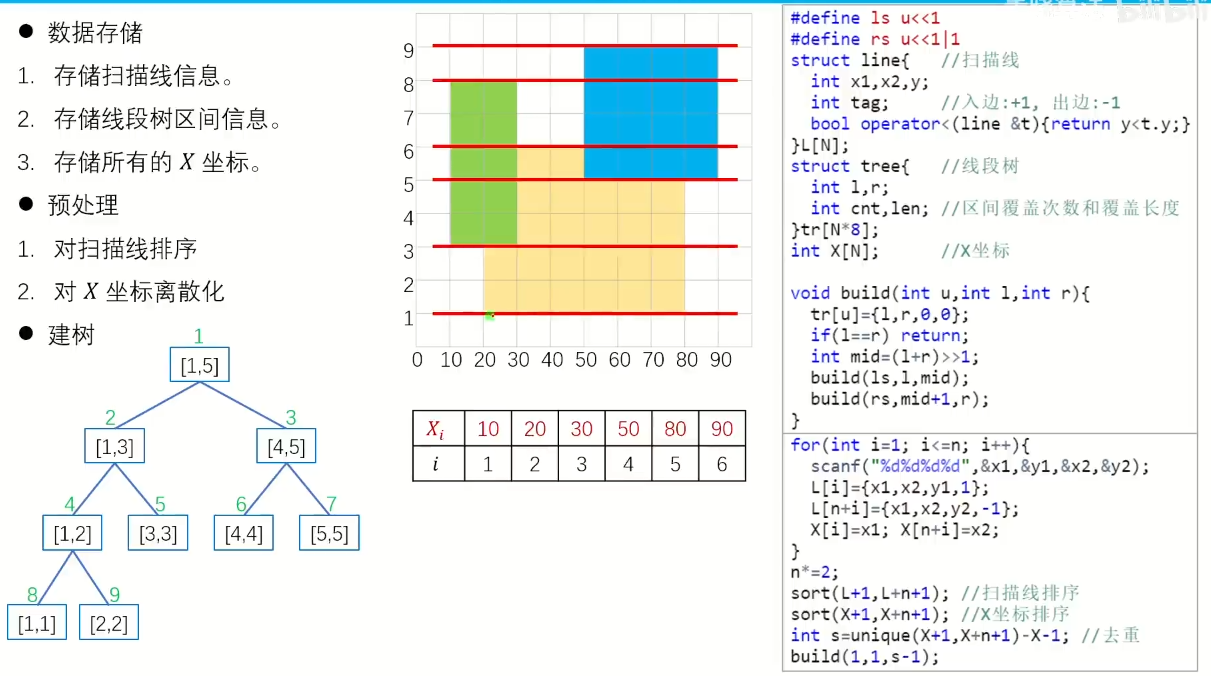 ● 数据存储
1. 存储扫描线信息。
2. 存储线段树区间信息。
3. 存储所有的 X 坐标。
● 预处理
1. 对扫描线排序
2. 对 X 坐标离散化
● 建树
1
[1,5]
2 3
[1,3] [4,5]
4 5 6 7
[1,2] [3,3] [4,4] [5,5]
8 9
[1,1] [2,2]
9
8
7
6
5
4
3
2
1
0 10 20 30 40 50 60 70 80 90
Xi 10 20 30 50 80 90
i 1 2 3 4 5 6
#define ls u<<1
#define rs u<<1|1
struct line{ //扫描线
int x1,x2,y;
int tag; //入边:+1, 出边:-1
bool operator<(line &t){return y<t.y;}
}L[N];
struct tree{ //线段树
int l,r;
int cnt,len; //区间覆盖次数和覆盖长度
}tr[N*8];
int X[N]; //X坐标
void build(int u,int l,int r){
tr[u]={l,r,0,0};
if(l==r) return;
int mid=(l+r)>>1;
build(ls,l,mid);
build(rs,mid+1,r);
}
for(int i=1; i<=n; i++){
scanf("%d%d%d%d",&x1,&y1,&x2,&y2);
L[i]={x1,x2,y1,1};
L[n+i]={x1,x2,y2,-1};
X[i]=x1; X[n+i]=x2;
}
n*=2;
sort(L+1,L+n+1); //扫描线排序
sort(X+1,X+n+1); //X坐标排序
int s=unique(X+1,X+n+1)-X-1; //去重
build(1,1,s-1);